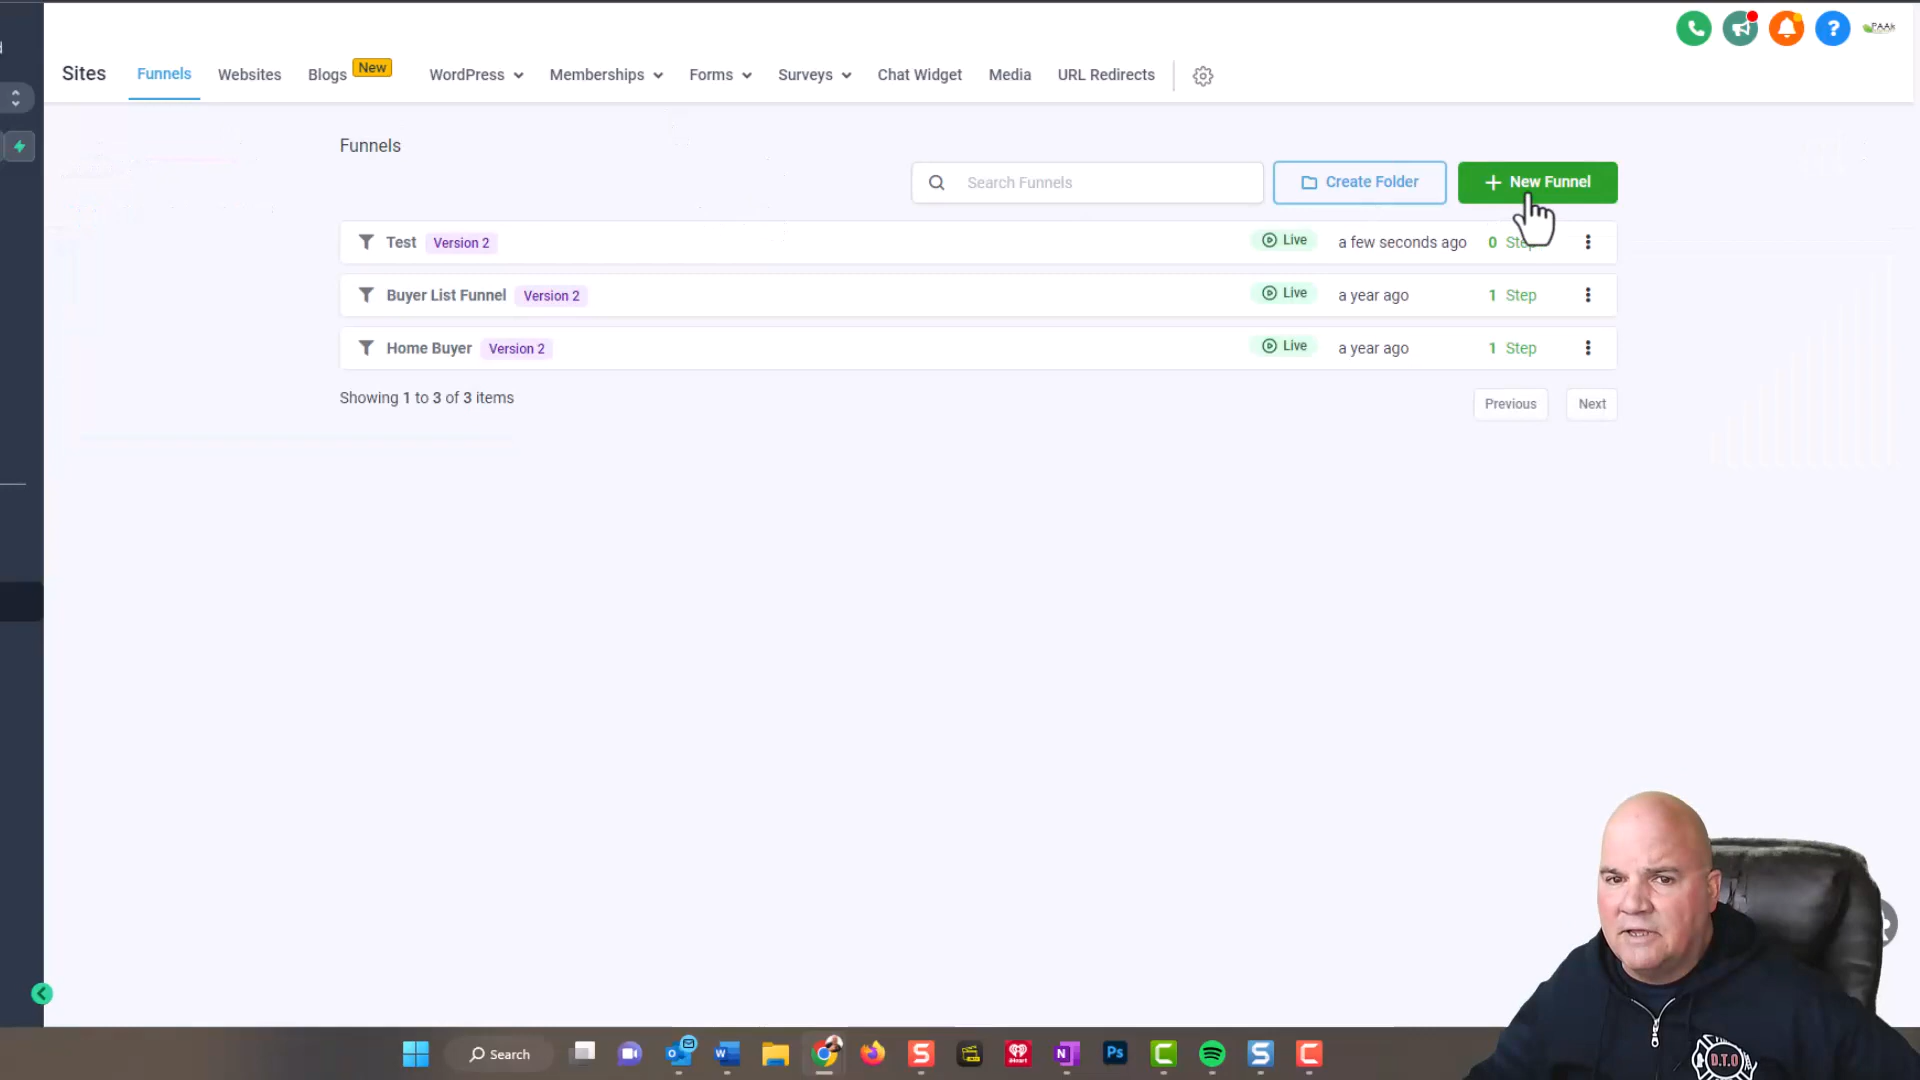 Sites
Funnels
Websites
Blogs
New
WordPress
Memberships
Forms
Surveys
Chat Widget
Media
URL Redirects
?
PAAk
Funnels
Search Funnels
Create Folder
+ New Funnel
Test
Version 2
Live
a few seconds ago
0
Buyer List Funnel
Version 2
Live
a year ago
1 Step
Home Buyer
Version 2
Live
a year ago
1 Step
Showing 1 to 3 of 3 items
Previous
Next
Search
iHeart
W
N
Ps
C
S
S
C
D.T.O